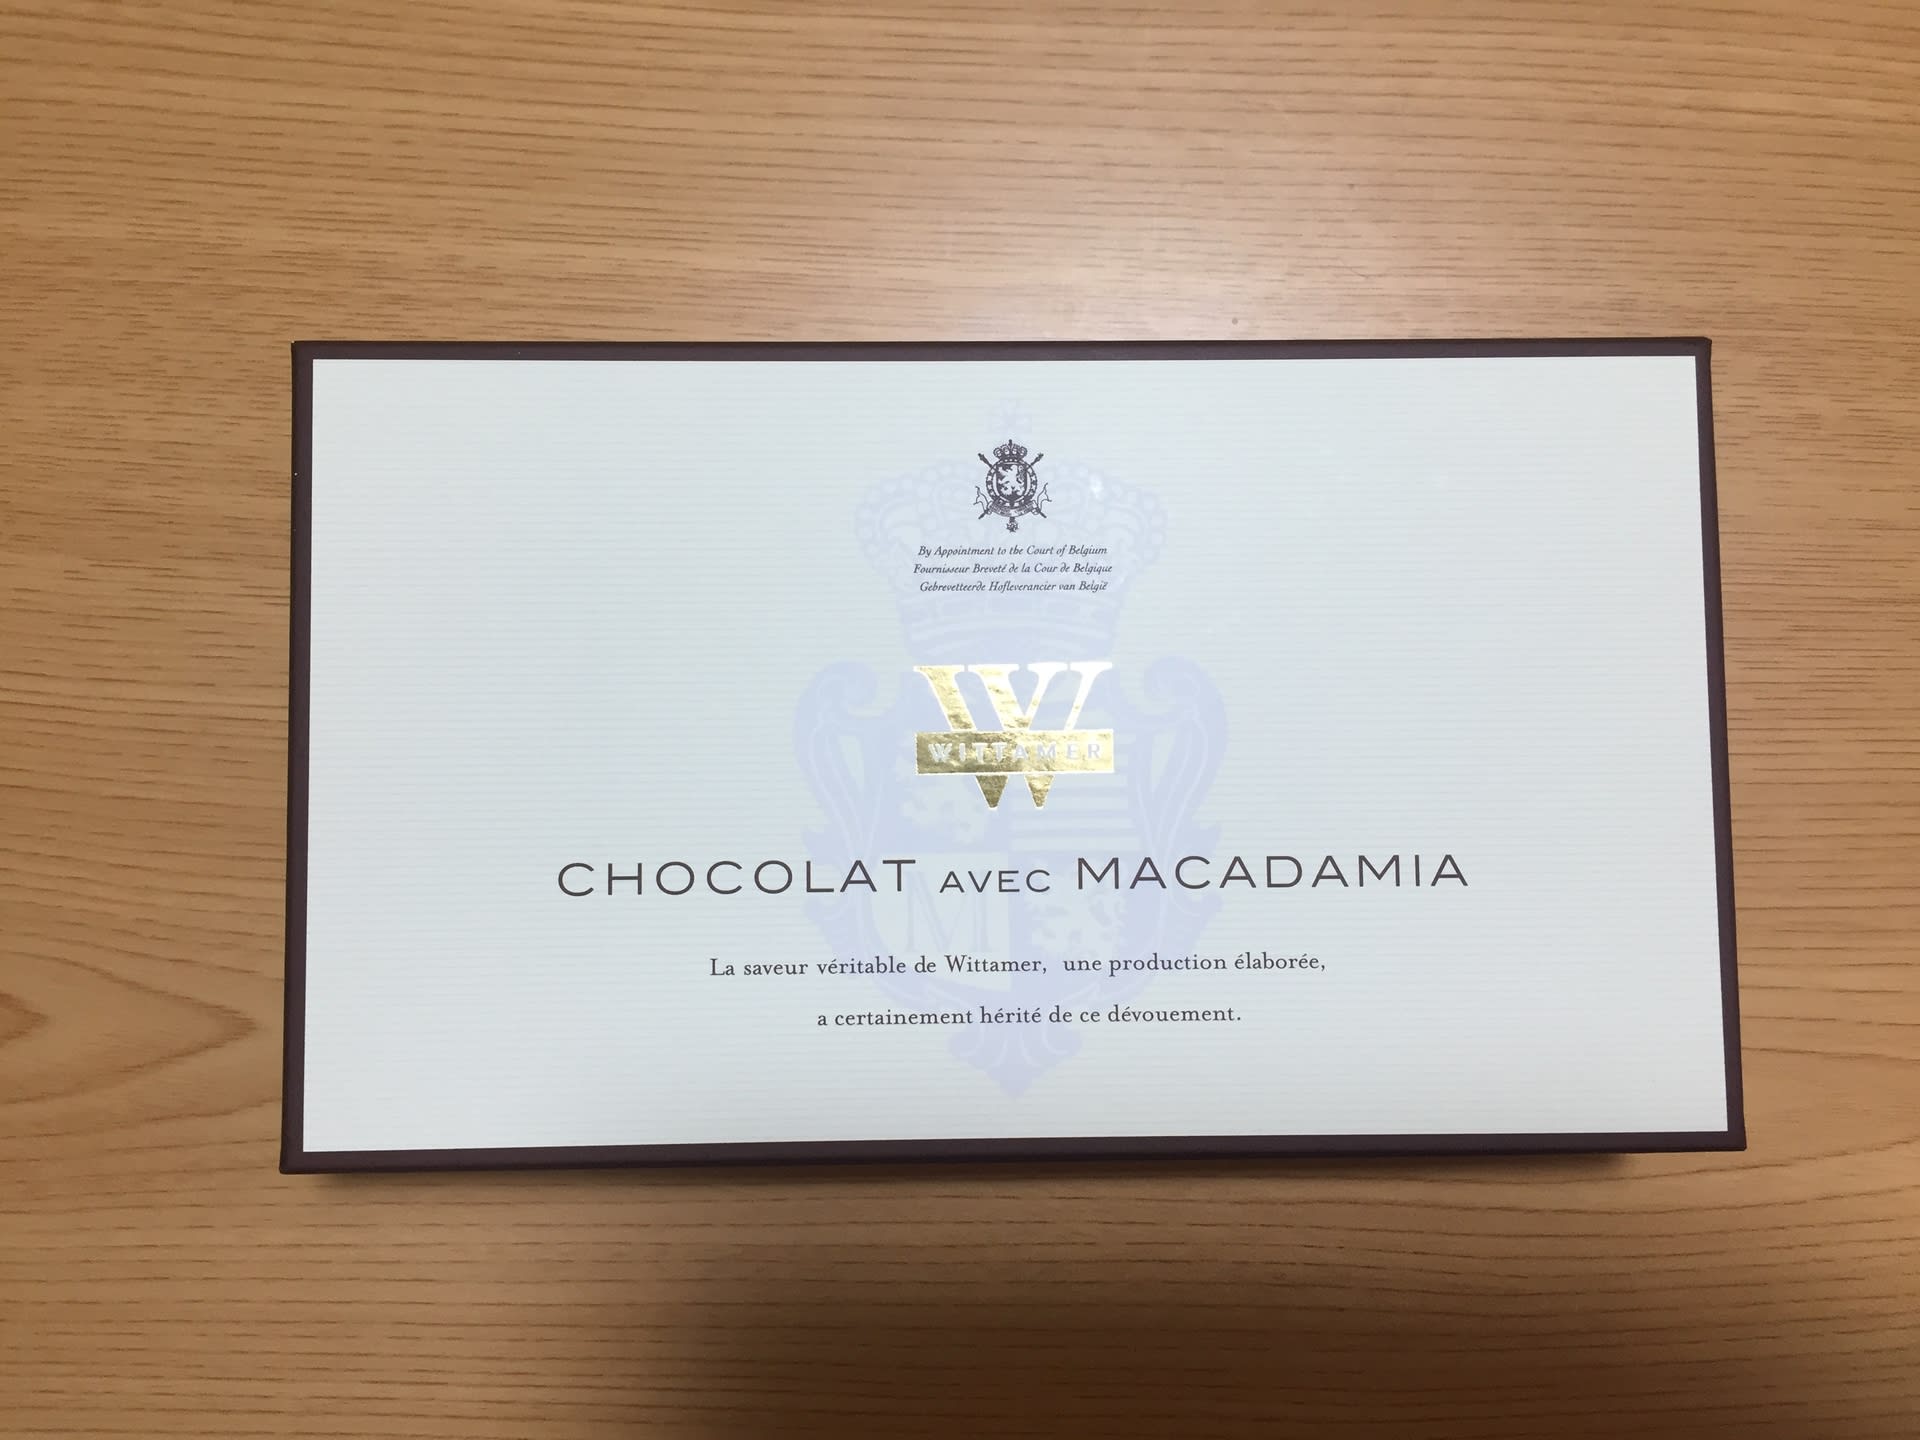 By Appointment to the Court of Belgium
Fournisseur Breveté de la Cour de Belgique
Gebrevetteerde Hofleverancier van België
W
WITTAMER
CHOCOLAT AVEC MACADAMIA
La saveur véritable de Wittamer, une production élaborée,
a certainement hérité de ce dévouement.
M